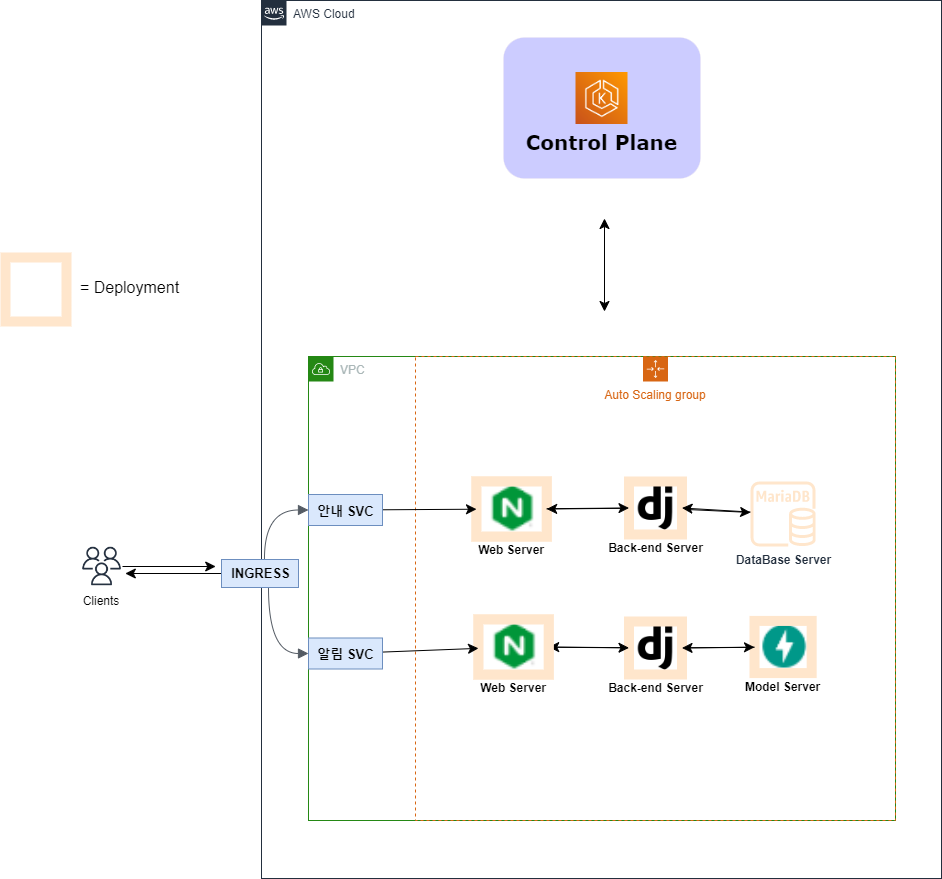 aws
AWS Cloud
Control Plane
= Deployment
VPC
Auto Scaling group
안내 SVC
Web Server
Back-end Server
MariaDB
DataBase Server
INGRESS
Clients
알림 SVC
Web Server
Back-end Server
Model Server